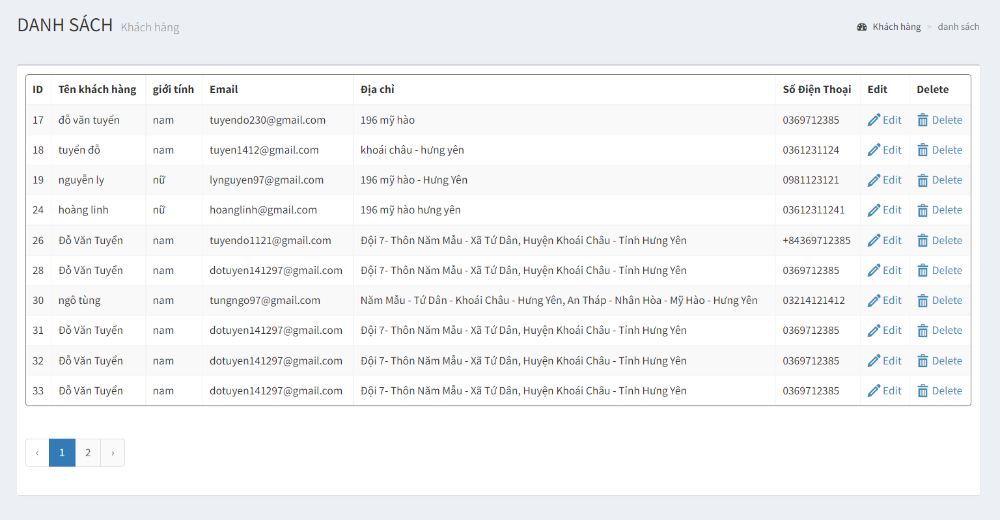 DANH SÁCH Khách hàng
Khách hàng > danh sách
ID Tên khách hàng giới tính Email Địa chỉ Số Điện Thoại Edit Delete
17 đỗ văn tuyển nam tuyendo230@gmail.com 196 mỹ hào 0369712385 Edit Delete
18 tuyển đỗ nam tuyen1412@gmail.com khoái châu - hưng yên 0361231124 Edit Delete
19 nguyễn ly nữ lynguyen97@gmail.com 196 mỹ hào - Hưng Yên 0981123121 Edit Delete
24 hoàng linh nữ hoanglinh@gmail.com 196 mỹ hào hưng yên 03612311241 Edit Delete
26 Đỗ Văn Tuyển nam tuyendo1121@gmail.com Đội 7- Thôn Năm Mẫu - Xã Tứ Dân, Huyện Khoái Châu - Tỉnh Hưng Yên +84369712385 Edit Delete
28 Đỗ Văn Tuyển nam dotuyen141297@gmail.com Đội 7- Thôn Năm Mẫu - Xã Tứ Dân, Huyện Khoái Châu - Tỉnh Hưng Yên 0369712385 Edit Delete
30 ngô tùng nam tungngo97@gmail.com Năm Mẫu - Tứ Dân - Khoái Châu - Hưng Yên, An Tháp - Nhân Hòa - Mỹ Hào - Hưng Yên 03214121412 Edit Delete
31 Đỗ Văn Tuyển nam dotuyen141297@gmail.com Đội 7- Thôn Năm Mẫu - Xã Tứ Dân, Huyện Khoái Châu - Tỉnh Hưng Yên 0369712385 Edit Delete
32 Đỗ Văn Tuyển nam dotuyen141297@gmail.com Đội 7- Thôn Năm Mẫu - Xã Tứ Dân, Huyện Khoái Châu - Tỉnh Hưng Yên 0369712385 Edit Delete
33 Đỗ Văn Tuyển nam dotuyen141297@gmail.com Đội 7- Thôn Năm Mẫu - Xã Tứ Dân, Huyện Khoái Châu - Tỉnh Hưng Yên 0369712385 Edit Delete
‹ 1 2 ›